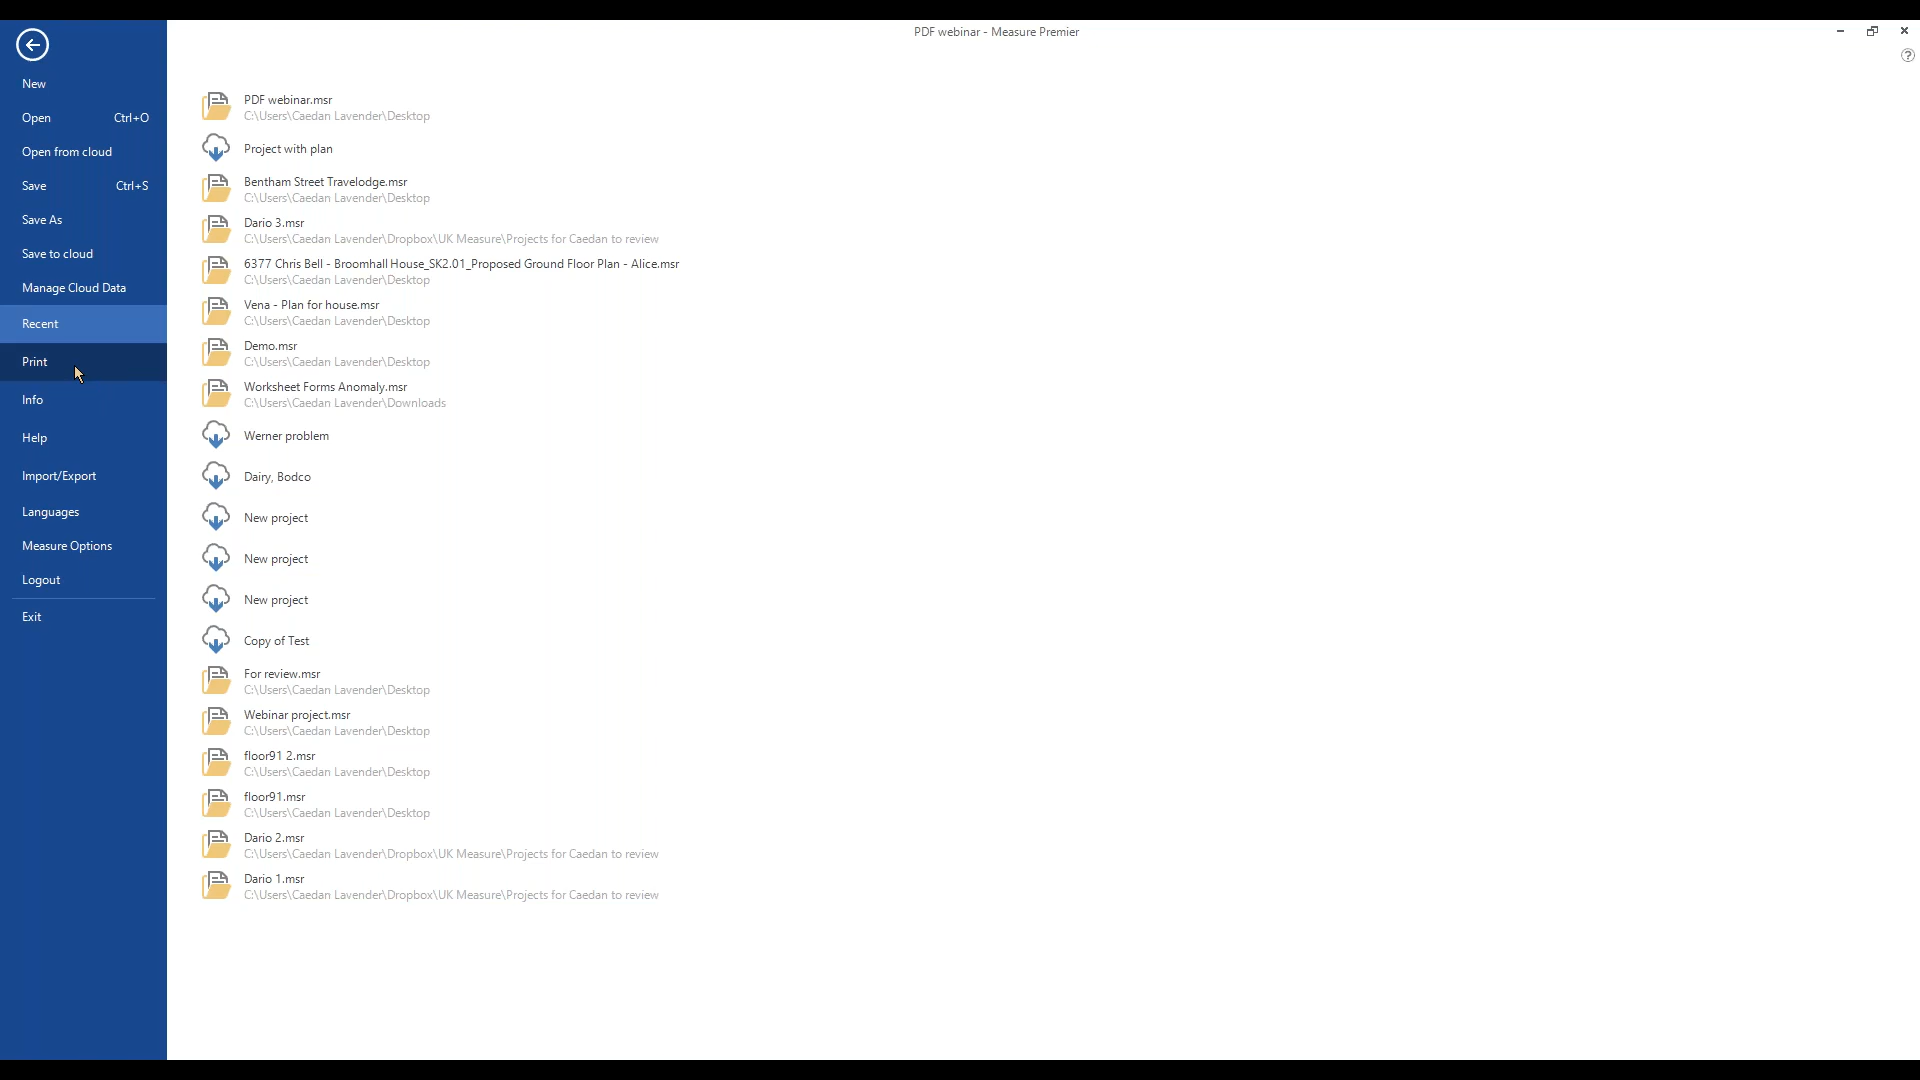 PDF webinar - Measure Premier
New
Open Ctrl+O
Open from cloud
Save Ctrl+S
Save As
Save to cloud
Manage Cloud Data
Recent
Print
Info
Help
Import/Export
Languages
Measure Options
Logout
Exit
PDF webinar.msr
C:\Users\Caedan Lavender\Desktop
Project with plan
Bentham Street Travelodge.msr
C:\Users\Caedan Lavender\Desktop
Dario 3.msr
C:\Users\Caedan Lavender\Dropbox\UK Measure\Projects for Caedan to review
6377 Chris Bell - Broomhall House_SK2.01_Proposed Ground Floor Plan - Alice.msr
C:\Users\Caedan Lavender\Desktop
Vena - Plan for house.msr
C:\Users\Caedan Lavender\Desktop
Demo.msr
C:\Users\Caedan Lavender\Desktop
Worksheet Forms Anomaly.msr
C:\Users\Caedan Lavender\Downloads
Werner problem
Dairy, Bodco
New project
New project
New project
Copy of Test
For review.msr
C:\Users\Caedan Lavender\Desktop
Webinar project.msr
C:\Users\Caedan Lavender\Desktop
floor91 2.msr
C:\Users\Caedan Lavender\Desktop
floor91.msr
C:\Users\Caedan Lavender\Desktop
Dario 2.msr
C:\Users\Caedan Lavender\Dropbox\UK Measure\Projects for Caedan to review
Dario 1.msr
C:\Users\Caedan Lavender\Dropbox\UK Measure\Projects for Caedan to review